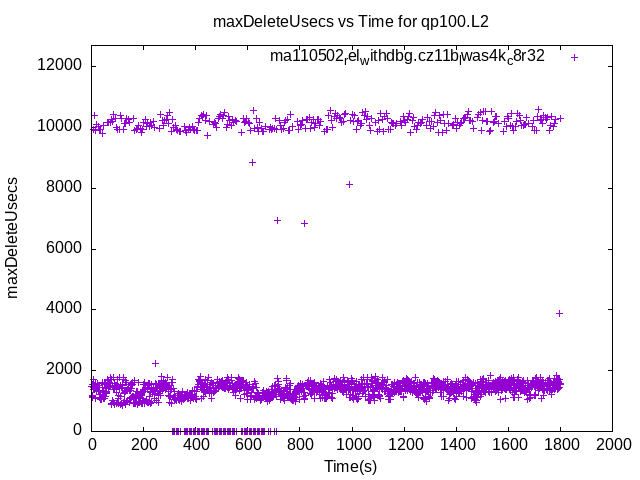 maxDeleteUsecs vs Time for qp100.L2
ma110502relwithdbg.cz11blwas4kc8r32
12000
10000
8000
6000
4000
2000
0
maxDeleteUsecs
0 200 400 600 800 1000 1200 1400 1600 1800 2000
Time(s)